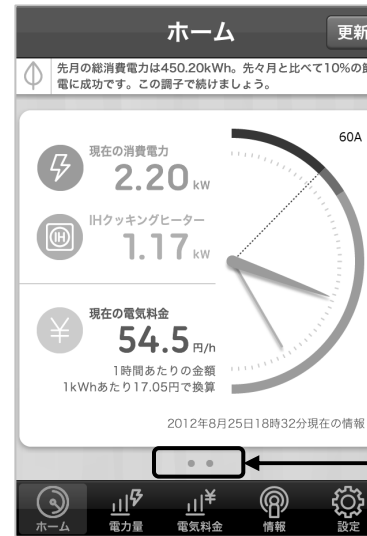 ホーム
更新
先月の総消費電力は450.20kWh。先々月と比べて10%の節
電に成功です。この調子で続けましょう。
60A
現在の消費電力
2.20 kW
IHクッキングヒーター
IH
1.17 kW
現在の電気料金
¥
54.5 円/h
1時間あたりの金額
1kWhあたり17.05円で換算
2012年8月25日18時32分現在の情報
¥
ホーム
電力量
電気料金
情報
設定